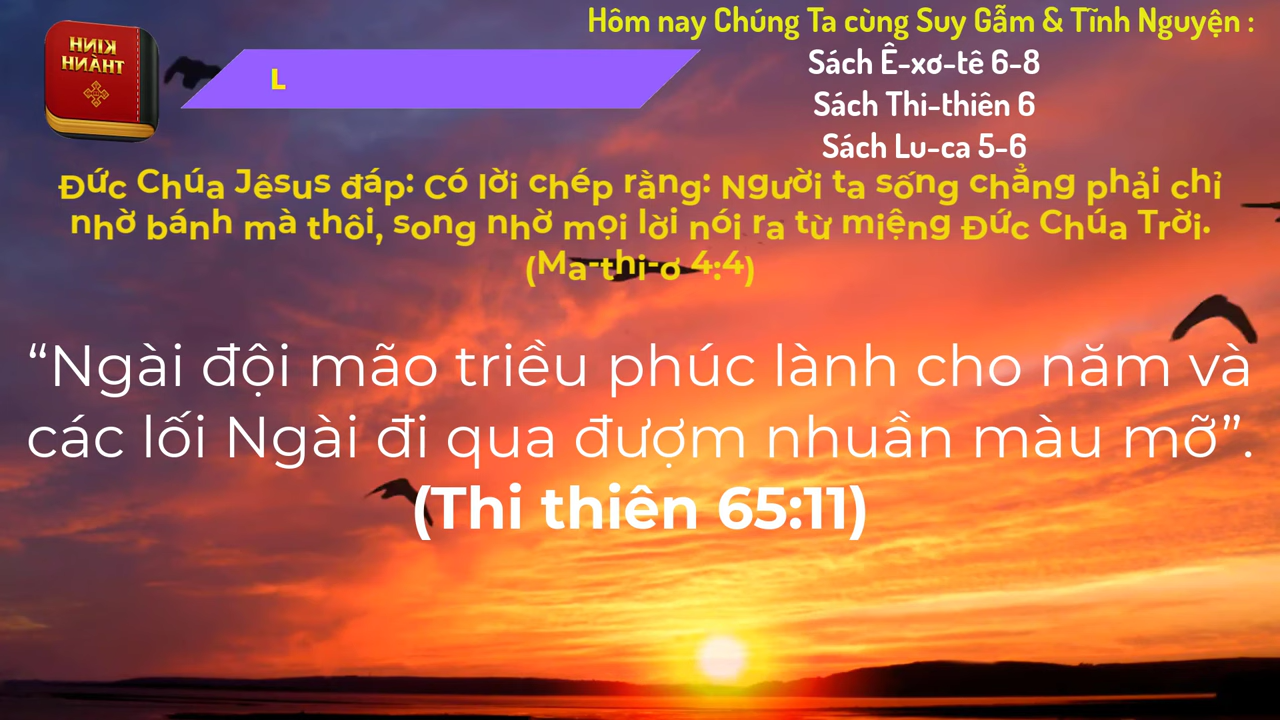 KINH
THÁNH
L
Hôm nay Chúng Ta cùng Suy Gẫm & Tĩnh Nguyện :
Sách Ê-xơ-tê 6-8
Sách Thi-thiên 6
Sách Lu-ca 5-6
Đức Chúa Jêsus đáp: Có lời chép rằng: Người ta sống chẳng phải chỉ
nhờ bánh mà thôi, song nhờ mọi lời nói ra từ miệng Đức Chúa Trời.
(Ma-thi-ơ 4:4)
“Ngài đội mão triều phúc lành cho năm và
các lối Ngài đi qua đượm nhuần màu mỡ”.
(Thi thiên 65:11)